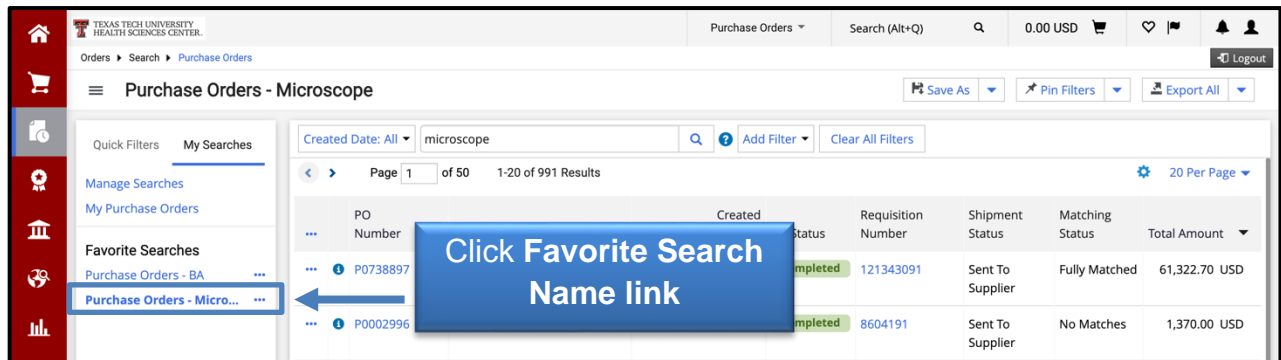 TEXAS TECH UNIVERSITY
HEALTH SCIENCES CENTER.
Purchase Orders
Search (Alt+Q)
0.00 USD
Orders Search Purchase Orders
Logout
Purchase Orders - Microscope
Save As
Pin Filters
Export All
Quick Filters My Searches
Created Date: All microscope
? Add Filter
Clear All Filters
Manage Searches
Page 1 of 50 1-20 of 991 Results
20 Per Page
My Purchase Orders
Favorite Searches
Purchase Orders - BA ...
Purchase Orders - Micro... ...
... PO Number Created Status Requisition Number Shipment Status Matching Status Total Amount
... P0738897 121343091 Sent To Supplier Fully Matched 61,322.70 USD
... P0002996 8604191 Sent To Supplier No Matches 1,370.00 USD
Click Favorite Search
Name link